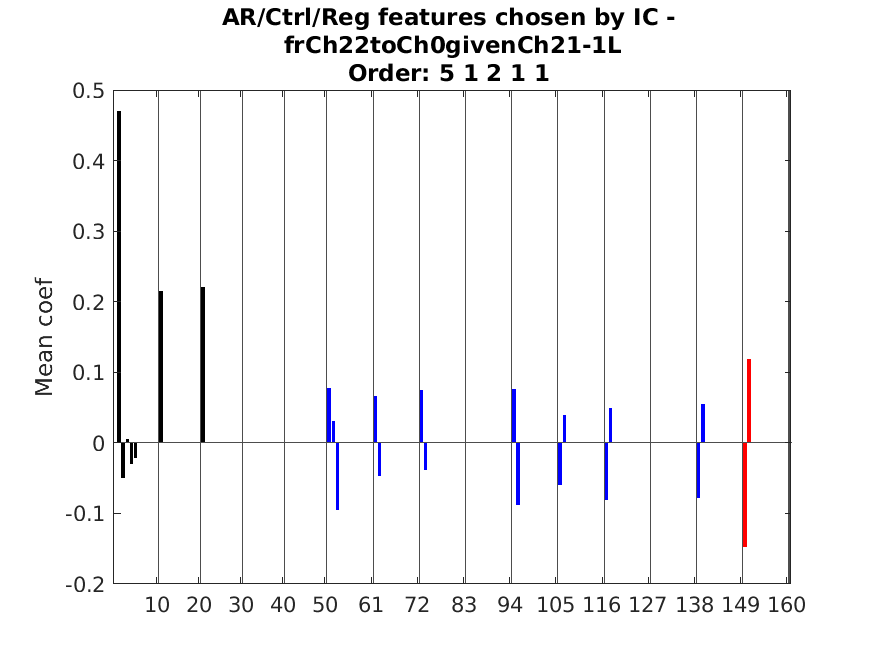 AR/Ctrl/Reg features chosen by IC -
frCh22toCh0givenCh21-1L
Order: 5 1 2 1 1
0.5
0.4
0.3
0.2
0.1
0
-0.1
-0.2
Mean coef
10 20 30 40 50 61 72 83 94 105 116 127 138 149 160